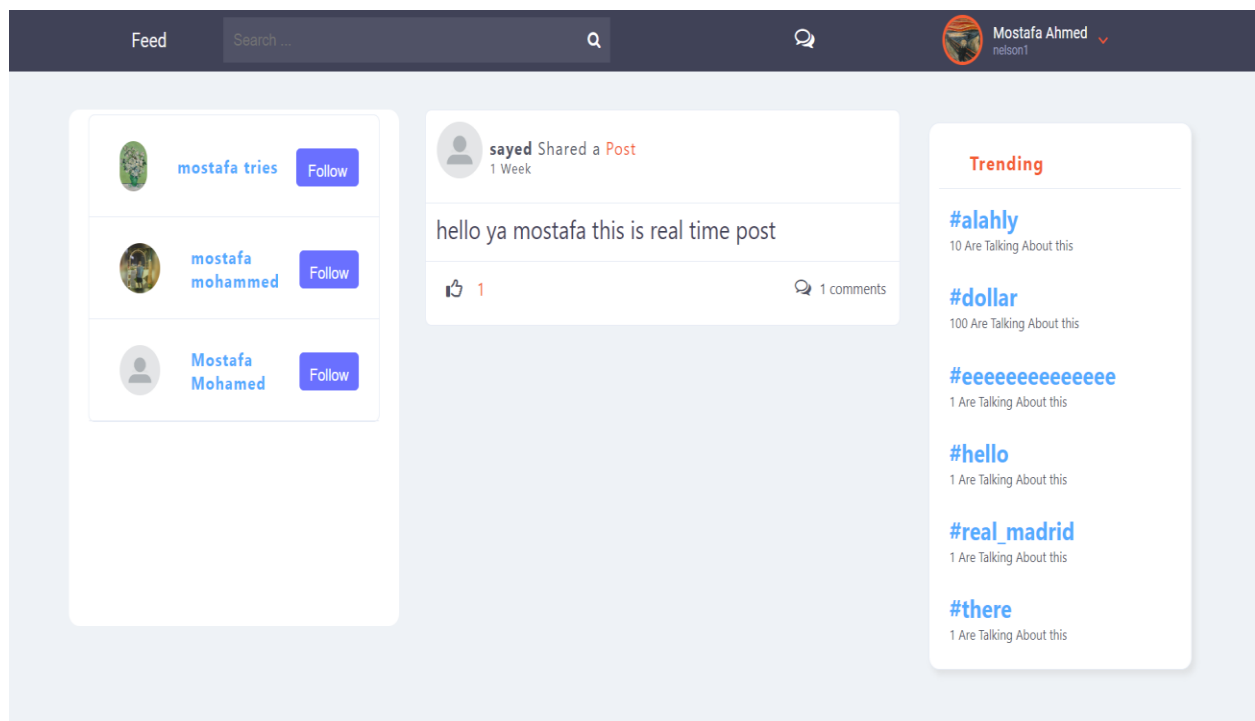 Feed
Search ...
Mostafa Ahmed
nelson1
mostafa tries
Follow
mostafa
mohammed
Follow
Mostafa
Mohamed
Follow
sayed Shared a Post
1 Week
hello ya mostafa this is real time post
1
1 comments
Trending
#alahly
10 Are Talking About this
#dollar
100 Are Talking About this
#eeeeeeeeeeeeee
1 Are Talking About this
#hello
1 Are Talking About this
#real_madrid
1 Are Talking About this
#there
1 Are Talking About this